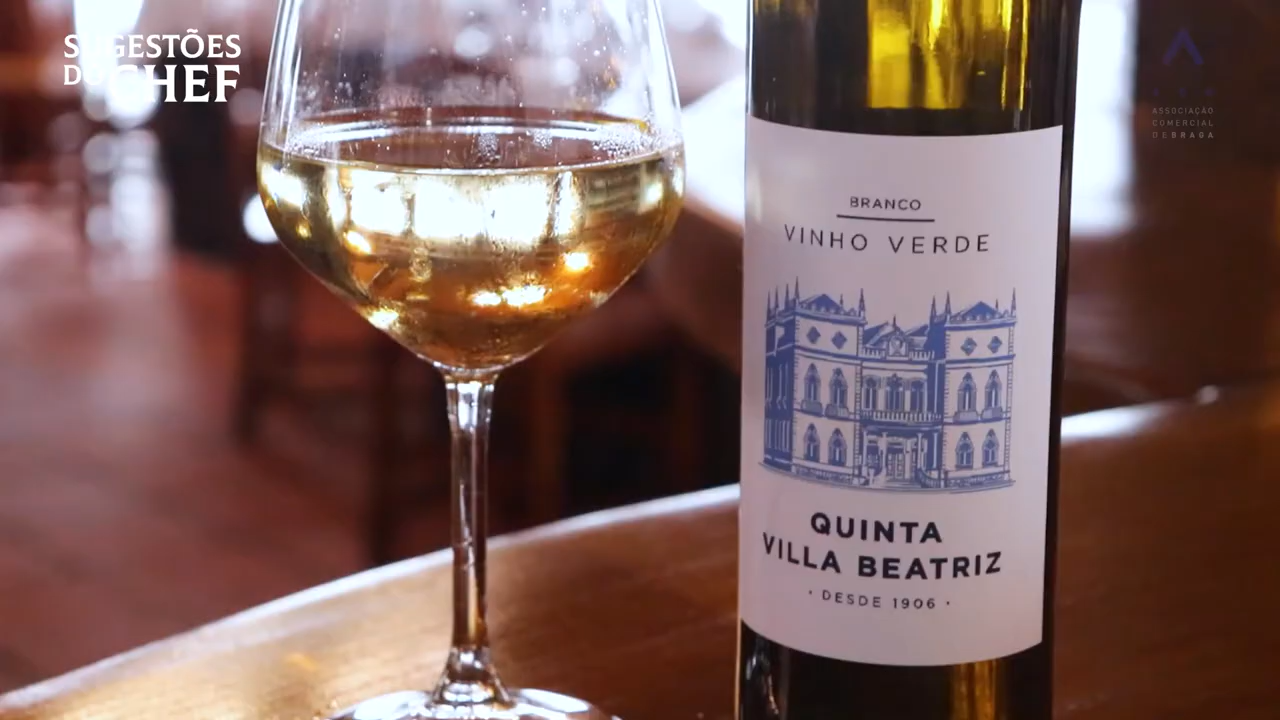 SUGESTÕES
DO CHEF
ASSOCIAÇÃO
COMERCIAL
DE BRAGA
BRANCO
VINHO VERDE
QUINTA
VILLA BEATRIZ
· DESDE 1906 ·